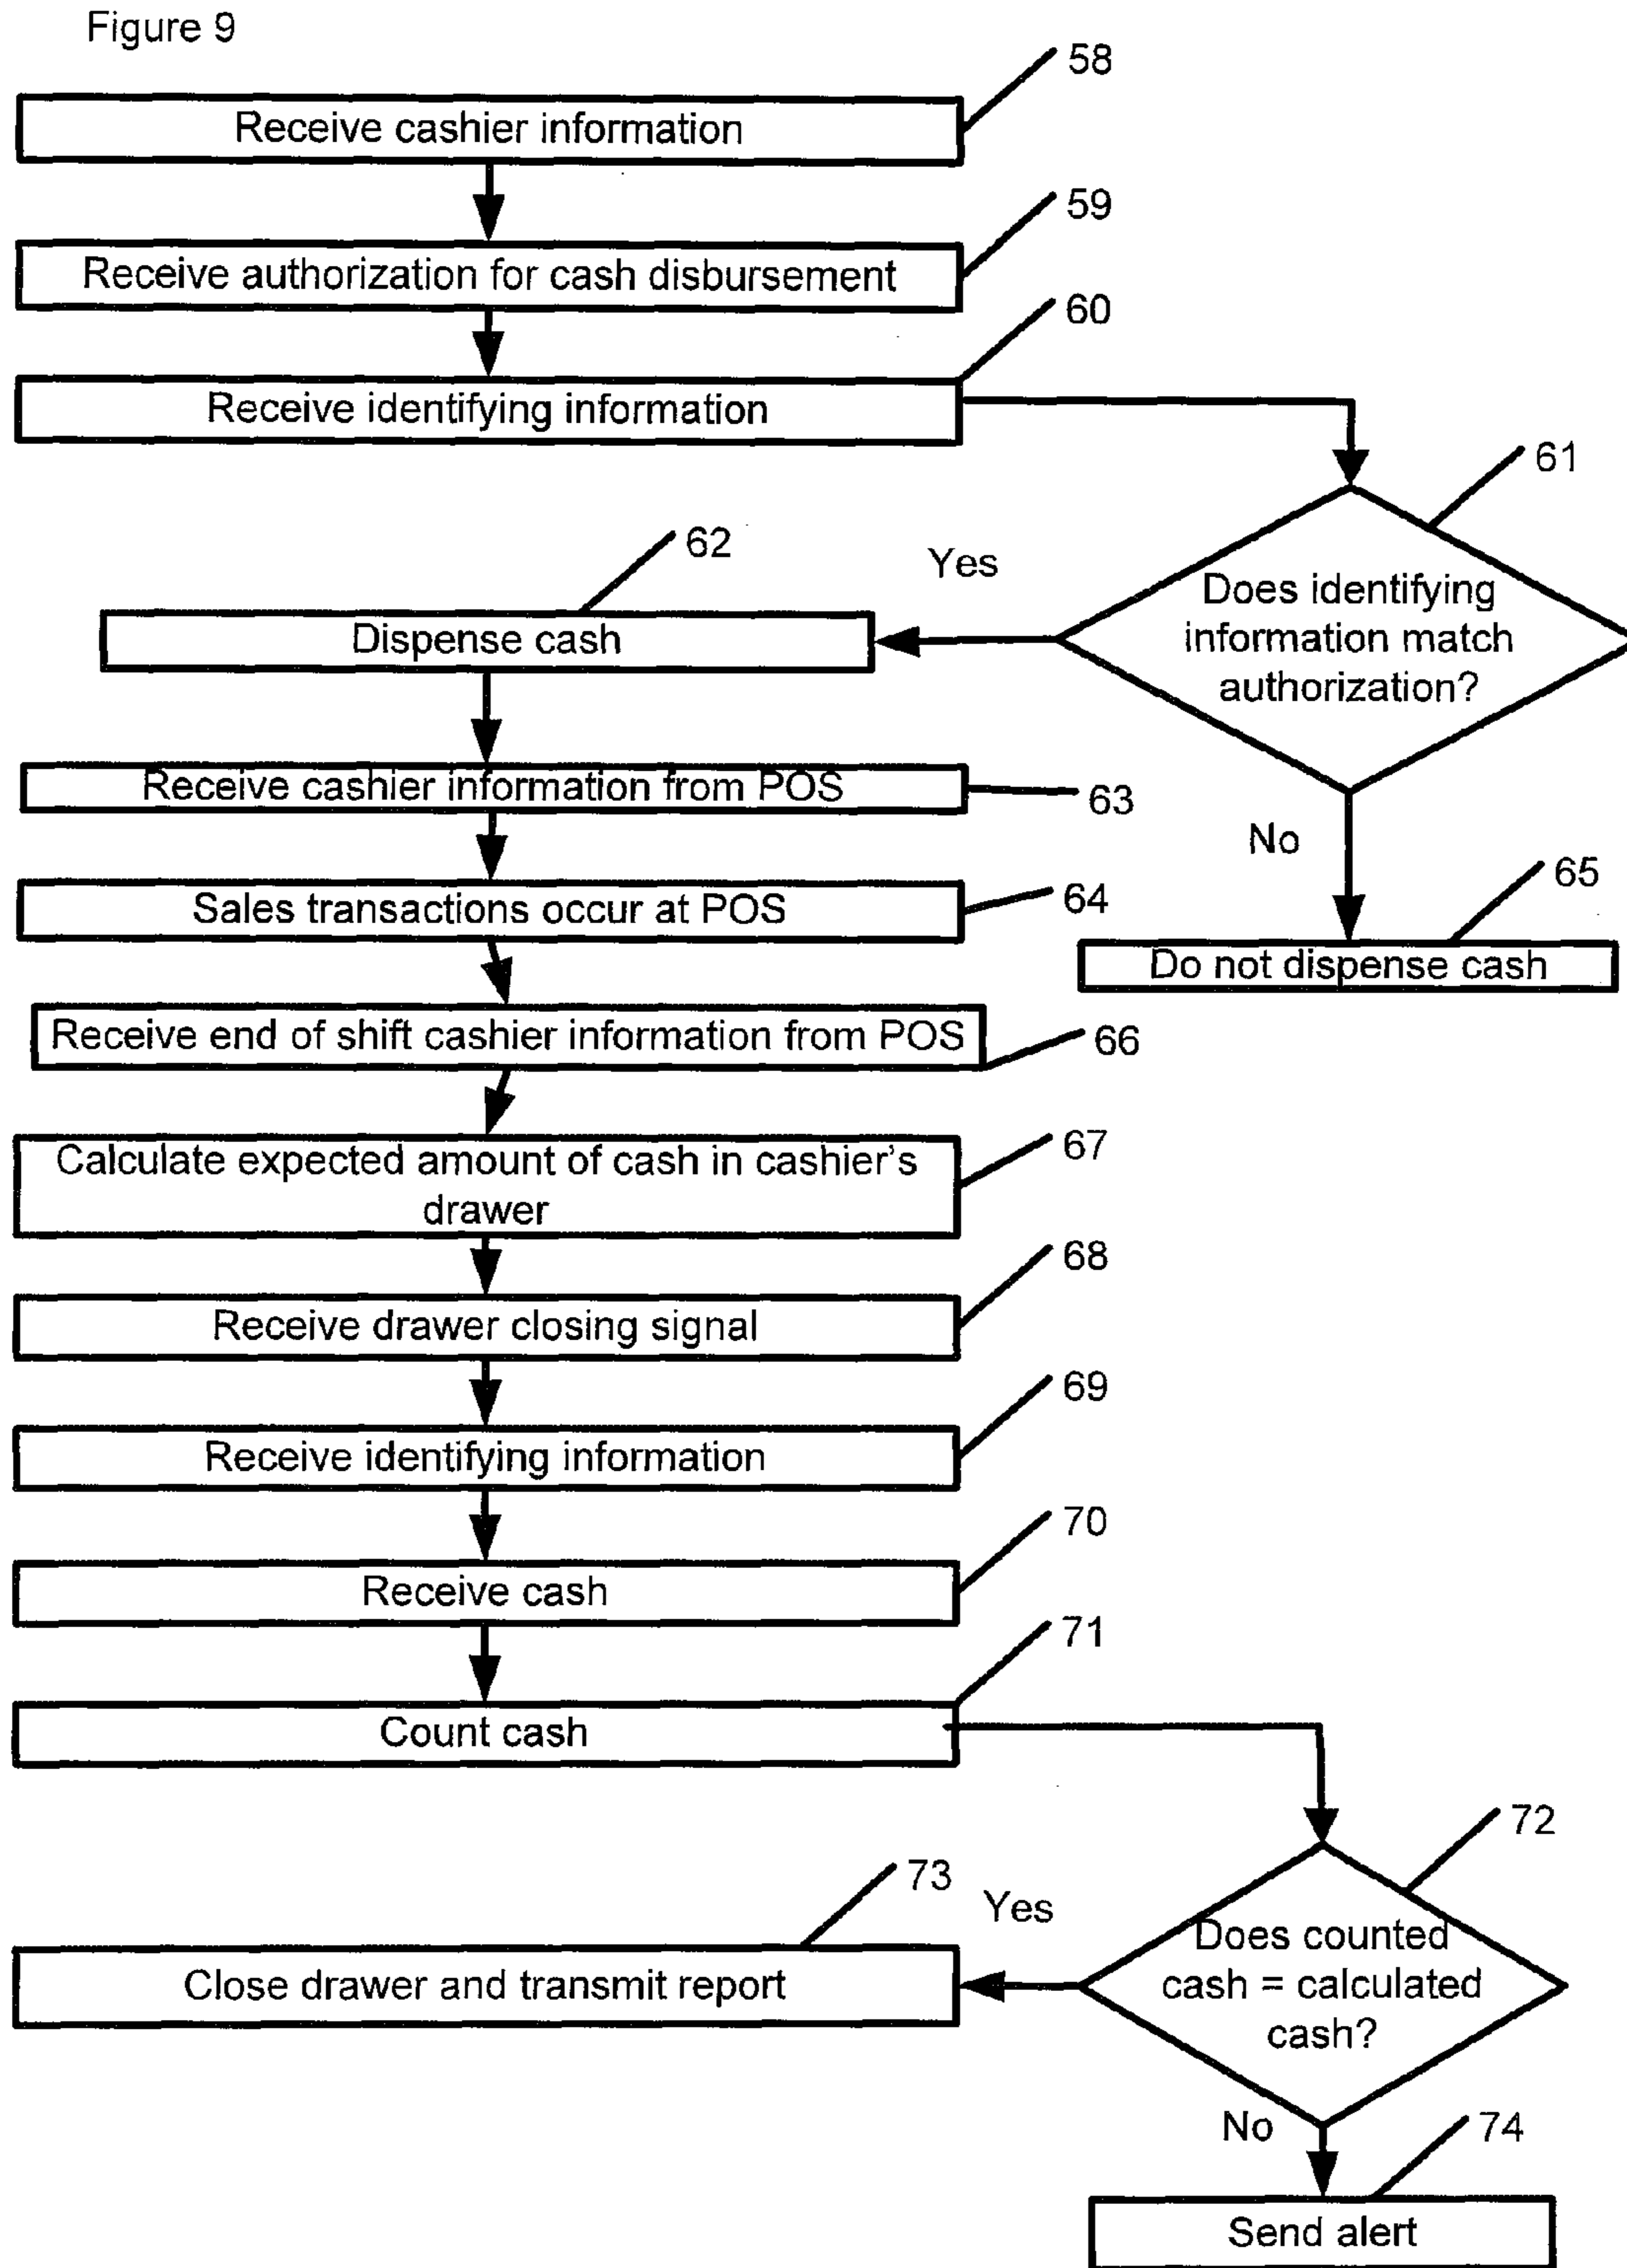 Figure 9
58
Receive cashier information
59
Receive authorization for cash disbursement
60
Receive identifying information
61
62
Yes
Does identifying
information match
authorization?
Dispense cash
Receive cashier information from POS
63
No
Sales transactions occur at POS
64
65
Do not dispense cash
Receive end of shift cashier information from POS
66
Calculate expected amount of cash in cashier's
drawer
67
68
Receive drawer closing signal
69
Receive identifying information
70
Receive cash
71
Count cash
72
73
Yes
Does counted
cash = calculated
cash?
Close drawer and transmit report
No
74
Send alert